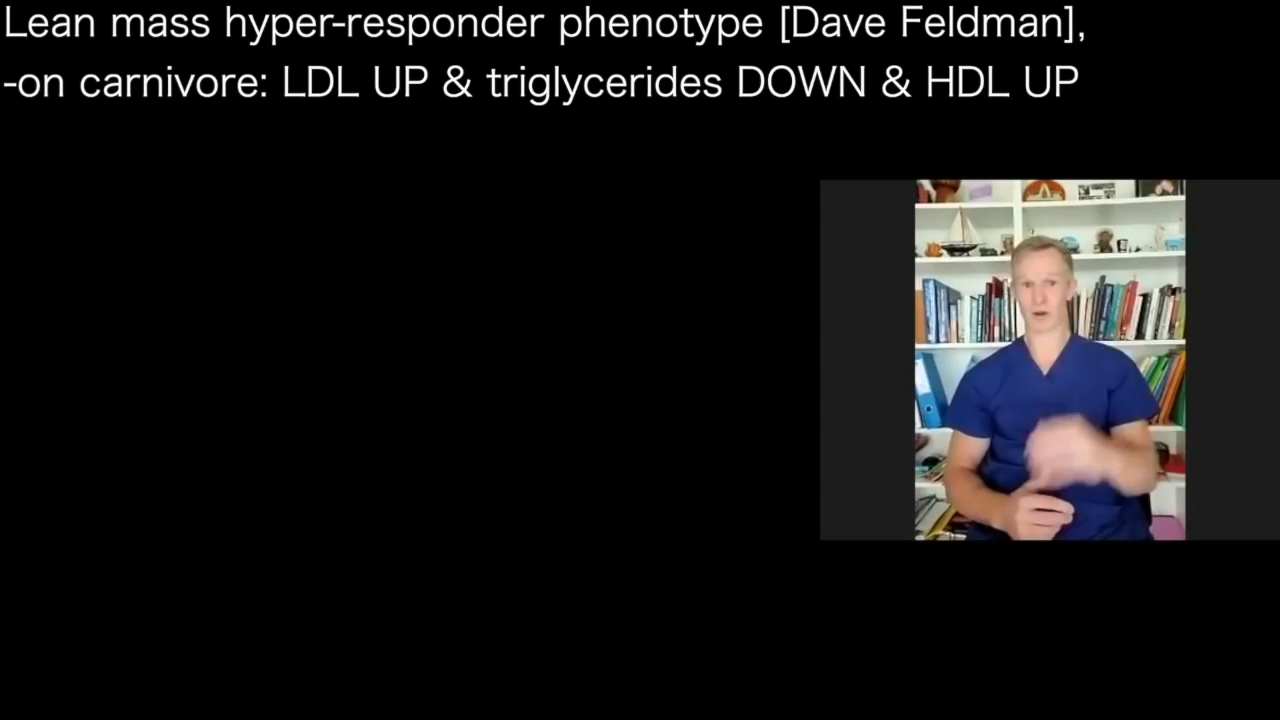 Lean mass hyper-responder phenotype [Dave Feldman],
-on carnivore: LDL UP & triglycerides DOWN & HDL UP